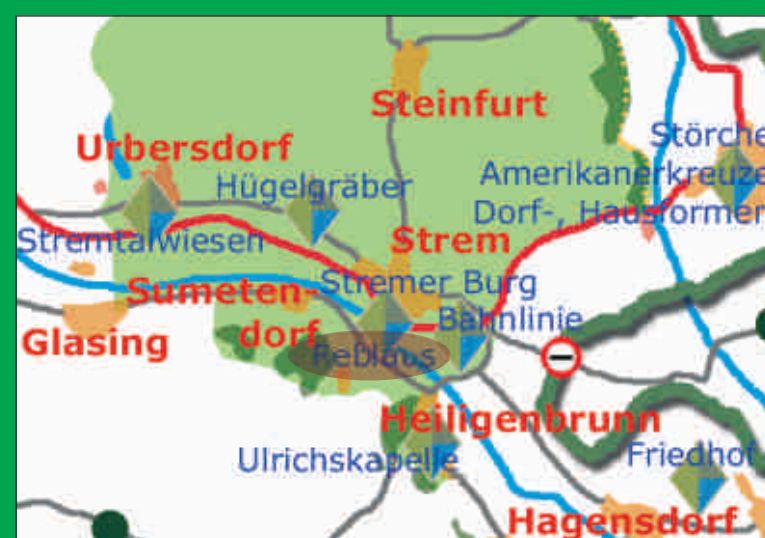 Steinfurt
Störche
Urbersdorf
Amerikanerkreuze
Hügelgräber
Dorf-, Hausformen
Stremtalwiesen
Strem
Stremer Burg
Sumeten-
dorf
Bahnlinie
Glasing
Reblaus
Heiligenbrunn
Ulrichskapelle
Friedhof
Hagensdorf